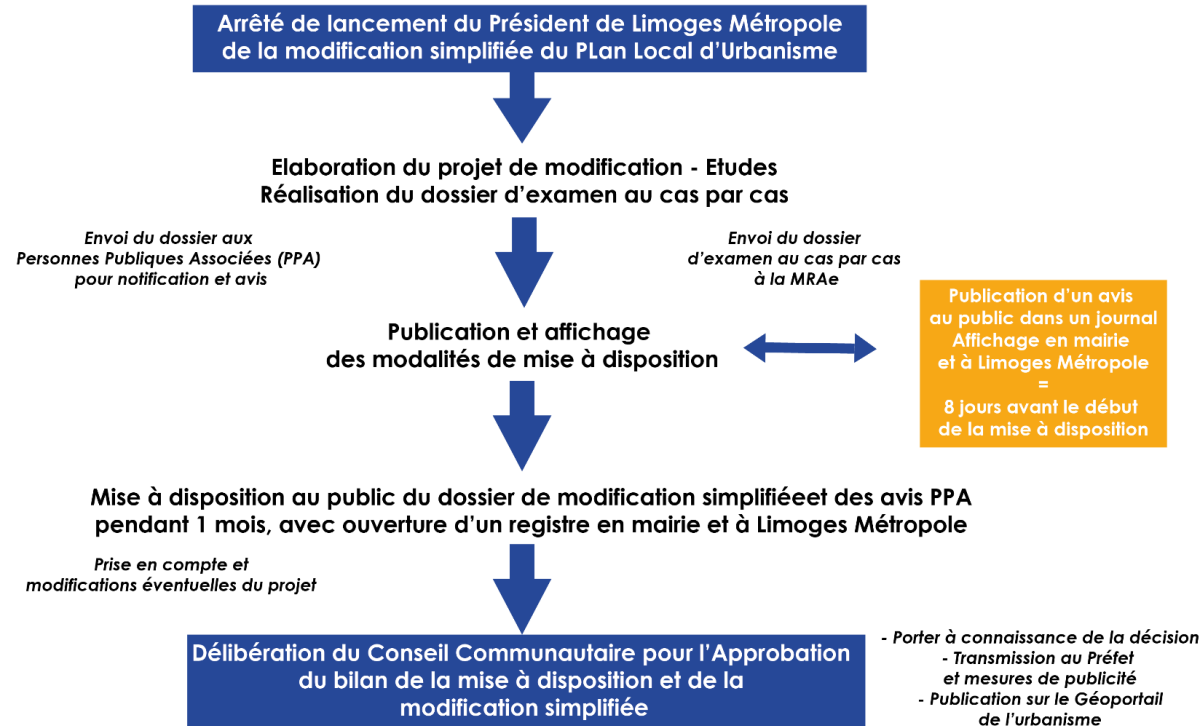 Arrêté de lancement du Président de Limoges Métropole
de la modification simplifiée du PLan Local d'Urbanisme
Elaboration du projet de modification - Etudes
Réalisation du dossier d'examen au cas par cas
Envoi du dossier aux
Personnes Publiques Associées (PPA)
pour notification et avis
Envoi du dossier
d'examen au cas par cas
à la MRAe
Publication et affichage
des modalités de mise à disposition
Publication d'un avis
au public dans un journal
Affichage en mairie
et à Limoges Métropole
=
8 jours avant le début
de la mise à disposition
Mise à disposition au public du dossier de modification simplifiéeet des avis PPA
pendant 1 mois, avec ouverture d'un registre en mairie et à Limoges Métropole
Prise en compte et
modifications éventuelles du projet
Délibération du Conseil Communautaire pour l'Approbation
du bilan de la mise à disposition et de la
modification simplifiée
- Porter à connaissance de la décision
- Transmission au Préfet
et mesures de publicité
- Publication sur le Géoportail
de l'urbanisme